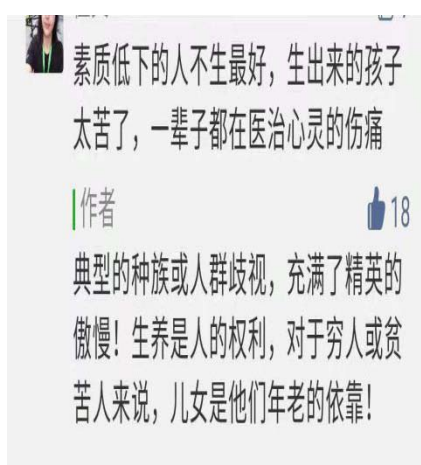 素质低下的人不生最好，生出来的孩子
太苦了，一辈子都在医治心灵的伤痛
作者
18
典型的种族或人群歧视，充满了精英的
傲慢！生养是人的权利，对于穷人或贫
苦人来说，儿女是他们年老的依靠！